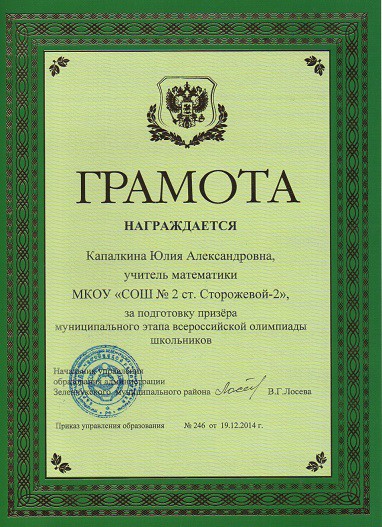 ГРАМОТА
НАГРАЖДАЕТСЯ
Капалкина Юлия Александровна,
учитель математики
МКОУ «СОШ № 2 ст. Сторожевой-2»,
за подготовку призёра
муниципального этапа всероссийской олимпиады
школьников
Начальник управления
образования администрации
Зеленчукского муниципального района В.Г.Лосева
Приказ управления образования № 246 от 19.12.2014 г.